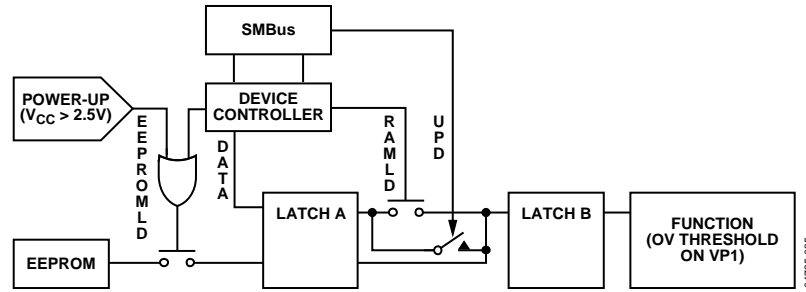 SMBus
POWER-UP
(VCC > 2.5V)
EEPROMLD
DEVICE
CONTROLLER
DATA
RAMLD
UPD
EEPROM
LATCH A
LATCH B
FUNCTION
(OV THRESHOLD
ON VP1)